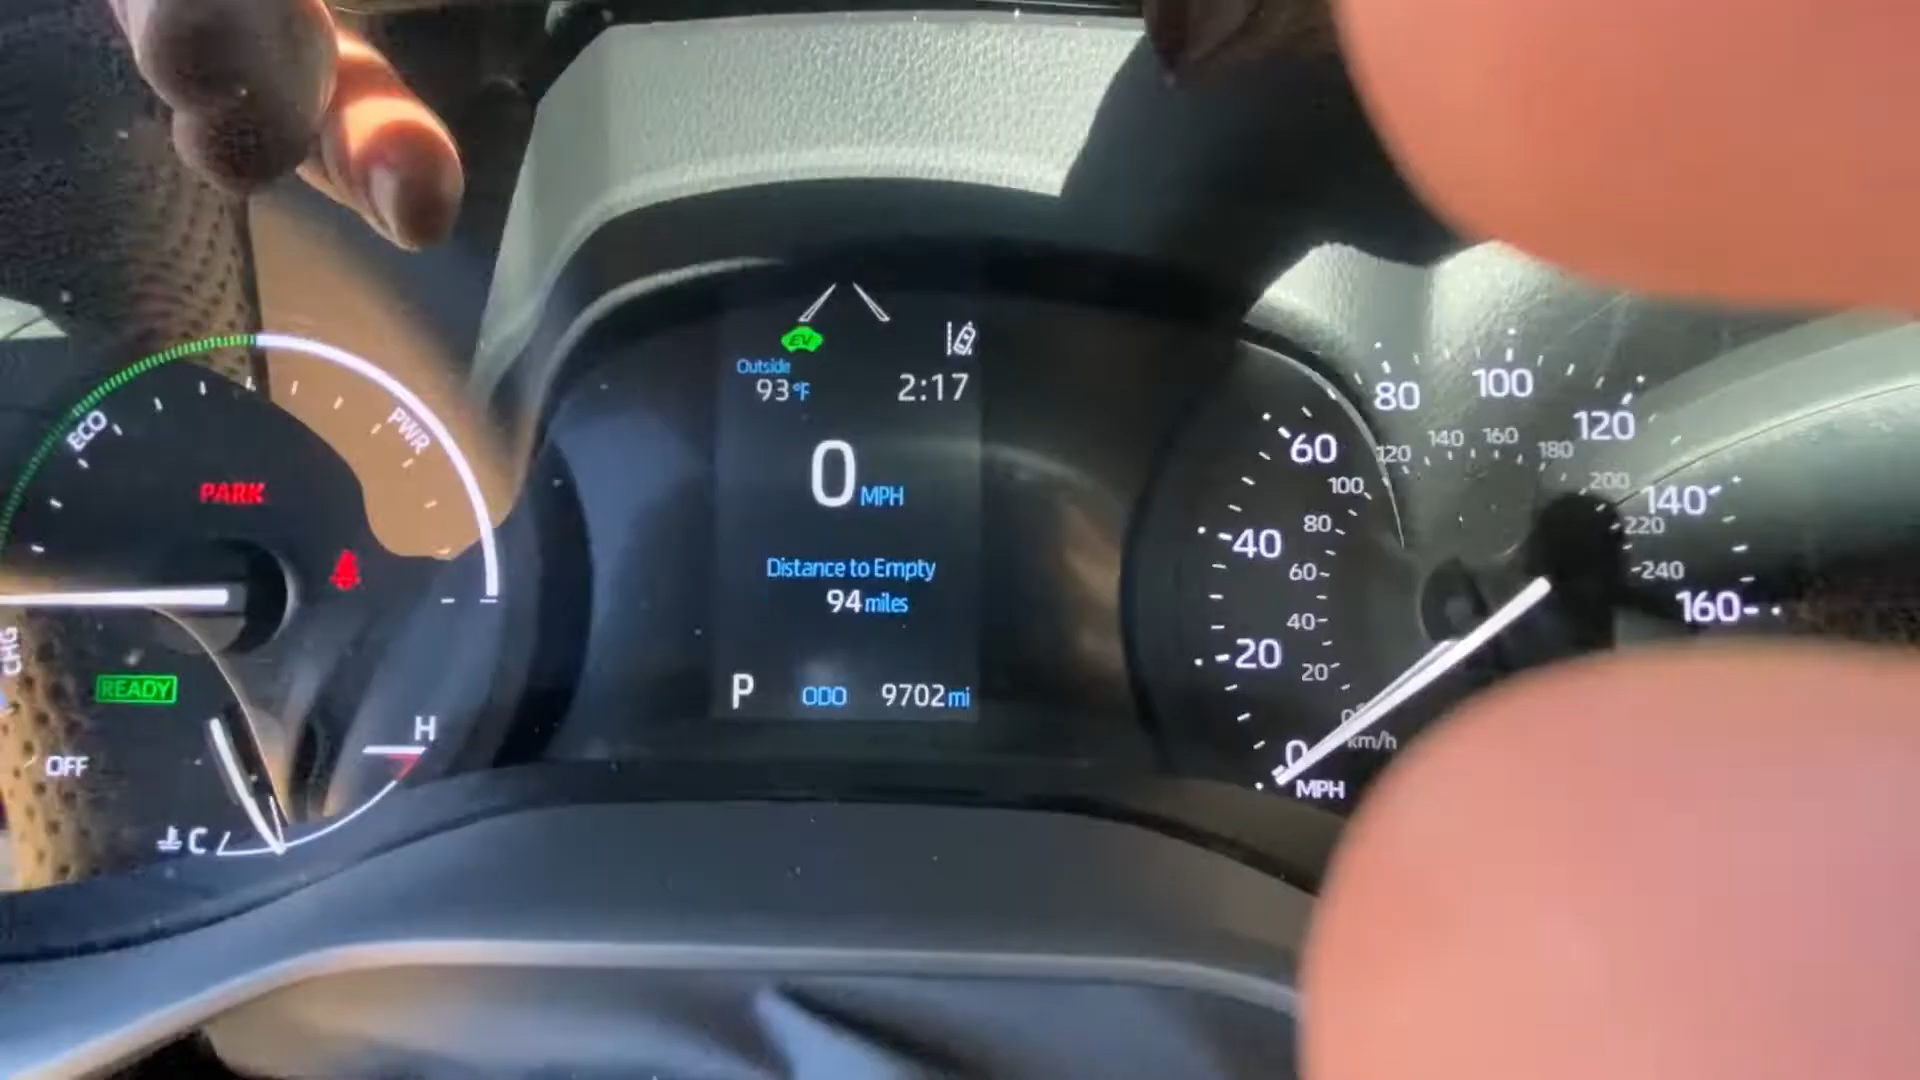 ECO
PWR
PARK
CHG
READY
OFF
H
C
EV
Outside
93°F
2:17
0 MPH
Distance to Empty
94 miles
P ODO 9702 mi
0
20
40
60
80
100
120
140
160
MPH
20
40
60
80
100
120
140
160
180
200
220
240
km/h